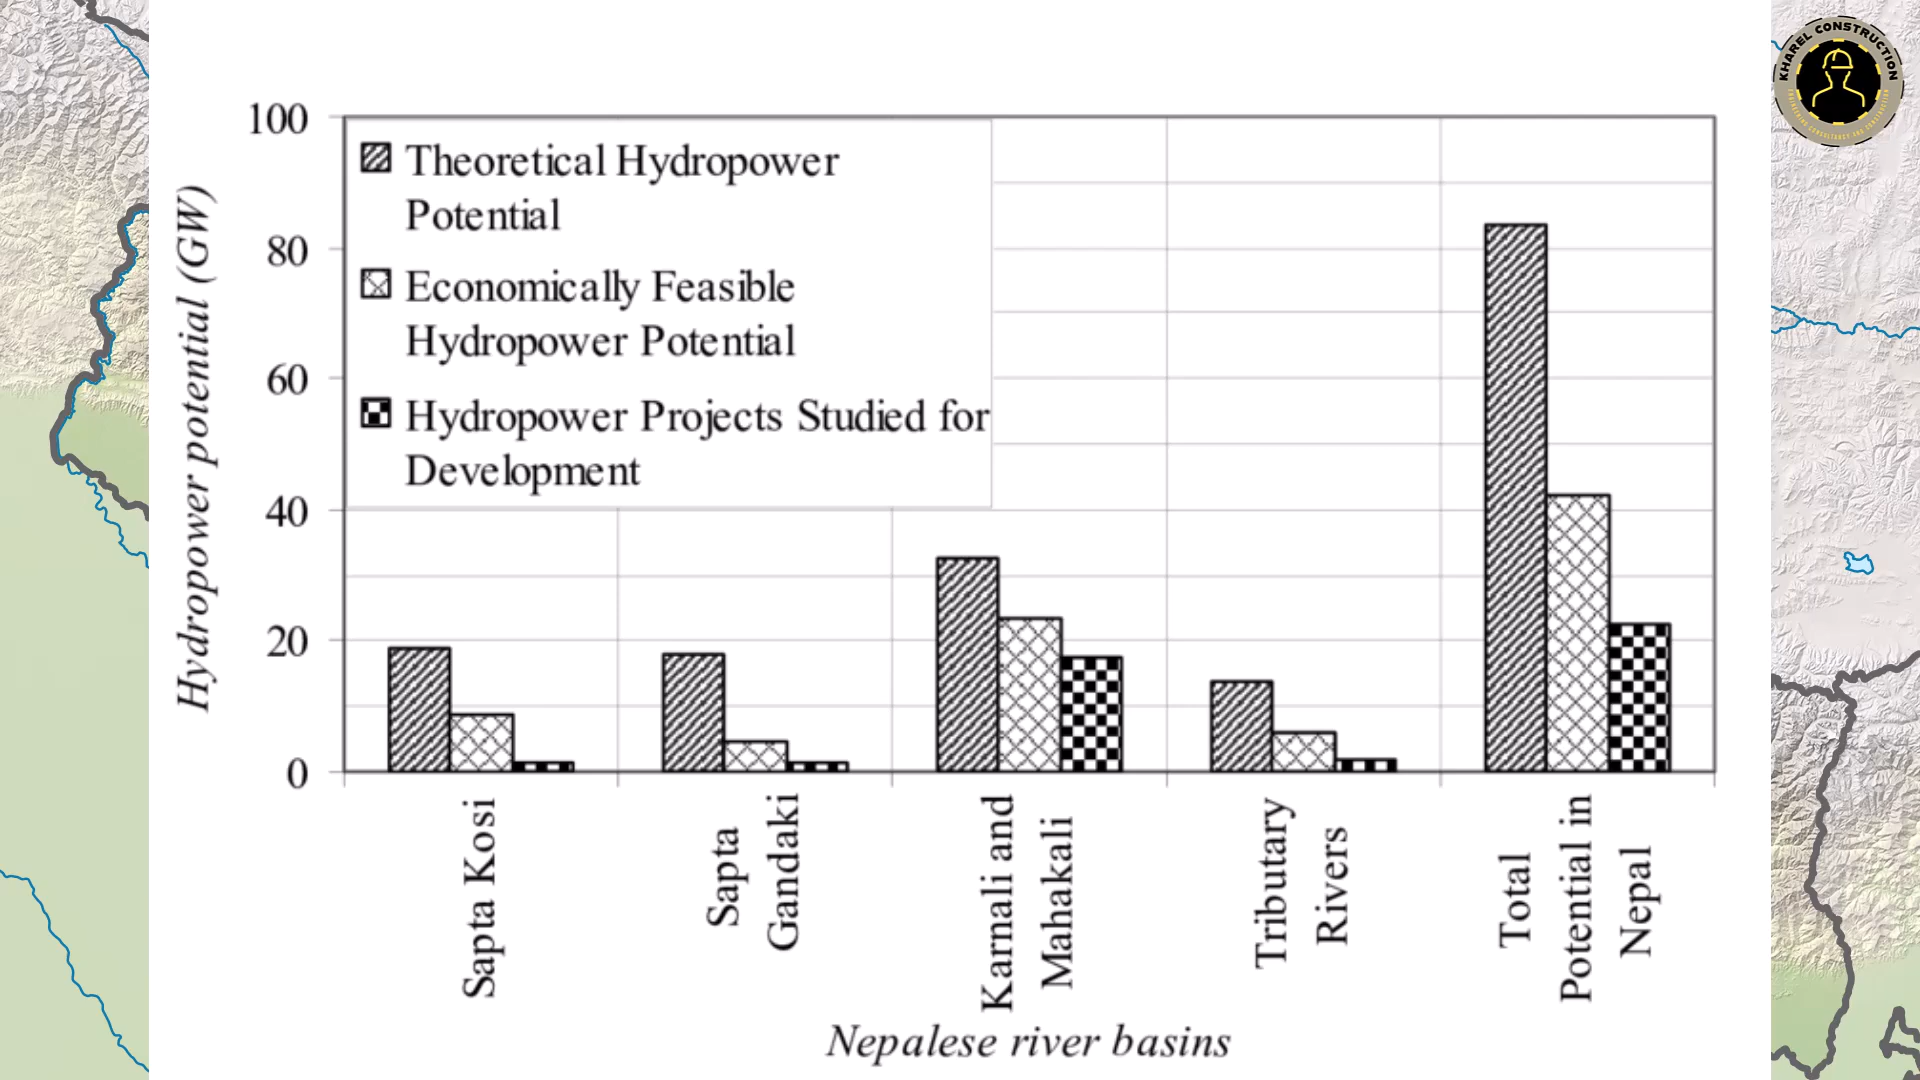 KHAREL CONSTRUCTION
100
80
60
40
20
0
Hydropower potential (GW)
Theoretical Hydropower
Potential
Economically Feasible
Hydropower Potential
Hydropower Projects Studied for
Development
Sapta Kosi
Sapta
Gandaki
Karnali and
Mahakali
Tributary
Rivers
Total
Potential in
Nepal
Nepalese river basins